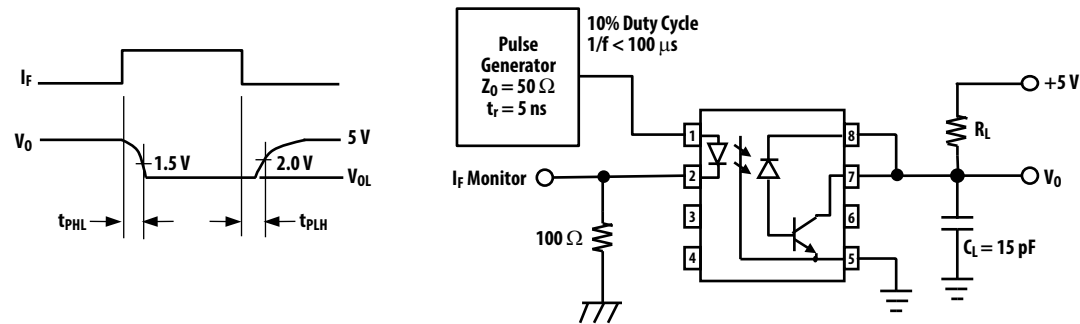 I_F
V_O
1.5 V
2.0 V
5 V
V_OL
t_PHL
t_PLH
Pulse
Generator
Z_O = 50 Ω
t_r = 5 ns
10% Duty Cycle
1/f < 100 μs
I_F Monitor
100 Ω
1
2
3
4
8
7
6
5
+5 V
R_L
V_O
C_L = 15 pF